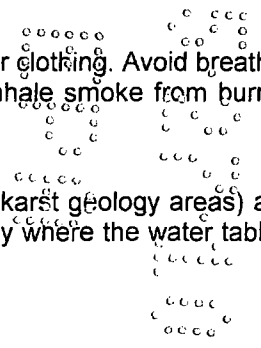 r clothing. Avoid breath
nhale smoke from burn
karst geology areas) a
y where the water tabl